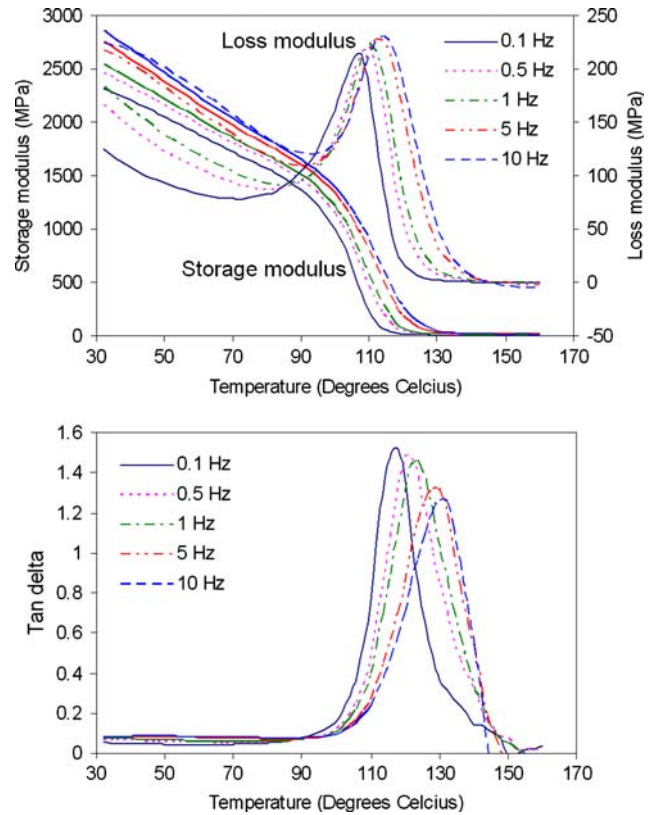 3000
2500
2000
1500
1000
500
0
Storage modulus (MPa)
Loss modulus
Storage modulus
0.1 Hz
0.5 Hz
1 Hz
5 Hz
10 Hz
250
200
150
100
50
0
-50
Loss modulus (MPa)
30 50 70 90 110 130 150 170
Temperature (Degrees Celcius)
1.6
1.4
1.2
1
0.8
0.6
0.4
0.2
0
Tan delta
0.1 Hz
0.5 Hz
1 Hz
5 Hz
10 Hz
30 50 70 90 110 130 150 170
Temperature (Degrees Celcius)